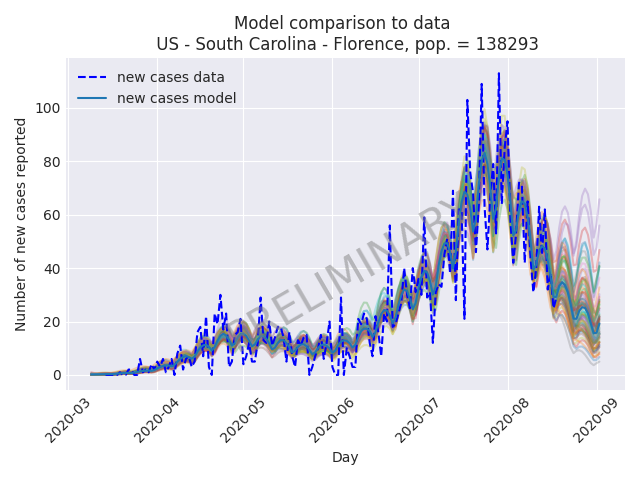 Model comparison to data
US - South Carolina - Florence, pop. = 138293
new cases data
new cases model
Number of new cases reported
100
80
60
40
20
0
PRELIMINARY
2020-03
2020-04
2020-05
2020-06
2020-07
2020-08
2020-09
Day